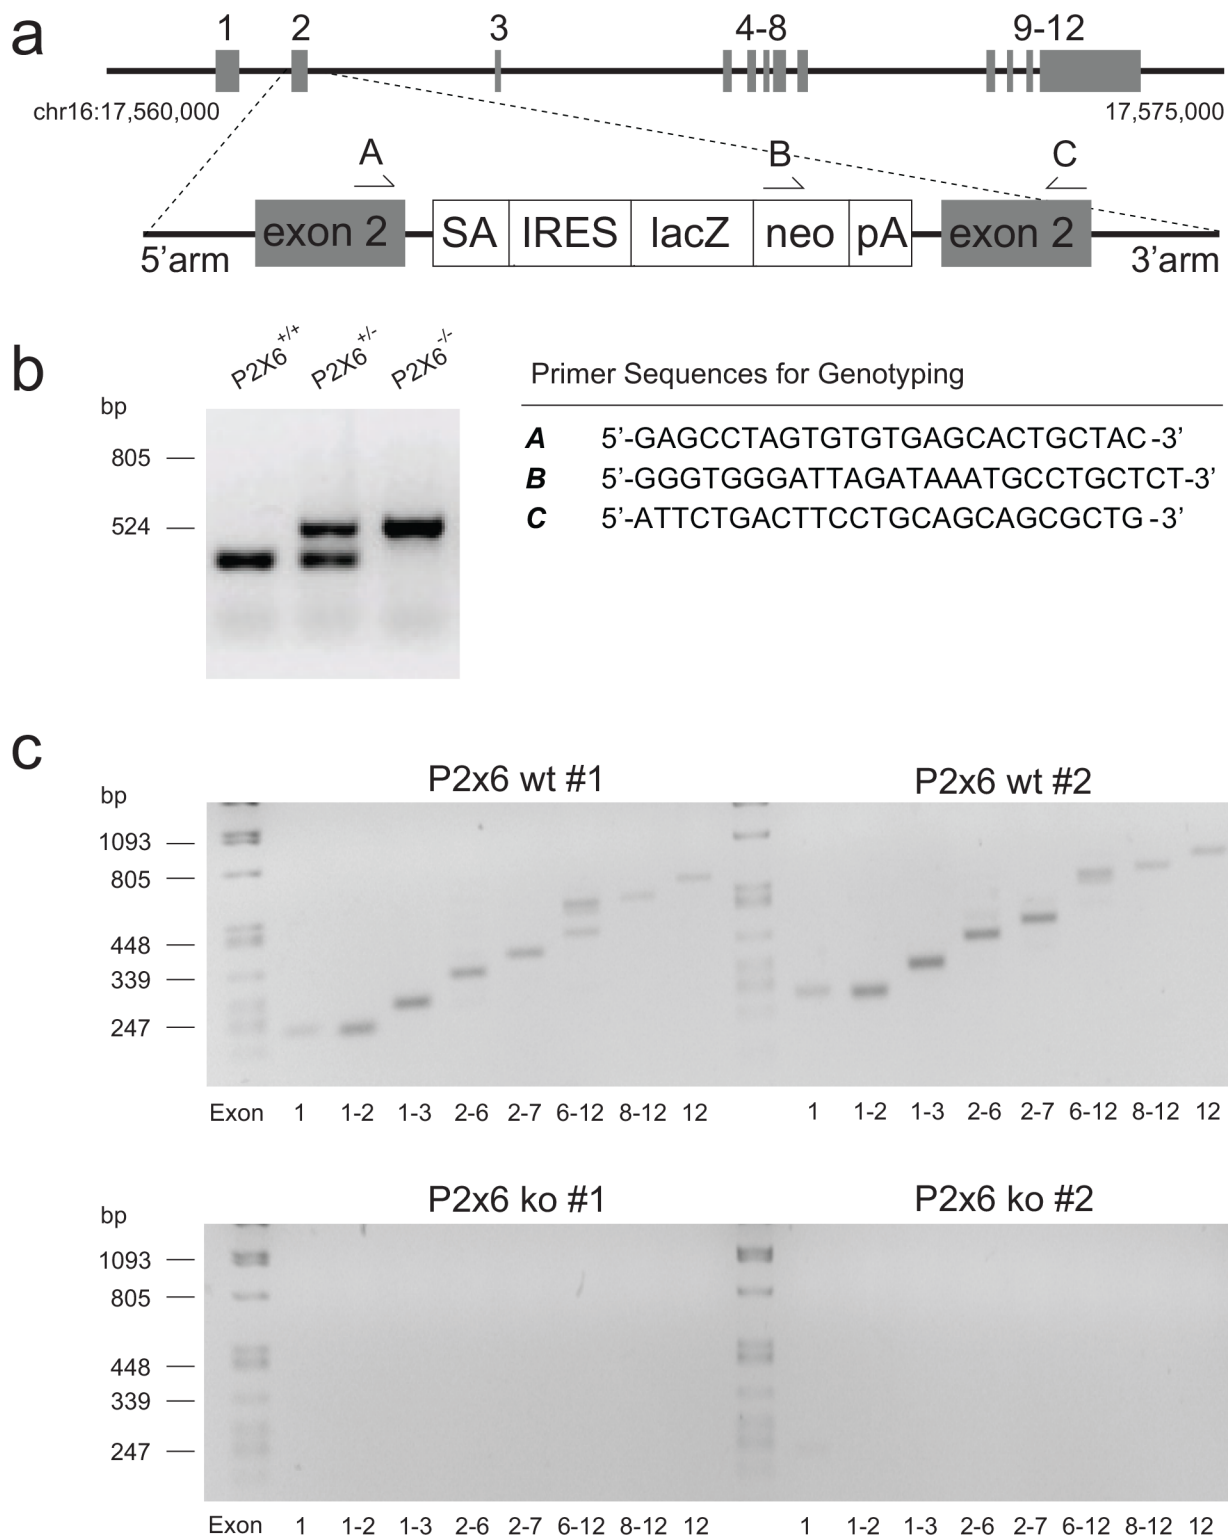 a
1 2 3 4-8 9-12
chr16:17,560,000 17,575,000
A B C
exon 2 SA IRES lacZ neo pA exon 2
5’arm 3’arm
b
P2X6+/+ P2X6+/- P2X6-/-
bp
805
524
Primer Sequences for Genotyping
A 5’-GAGCCTAGTGTGTGAGCACTGCTAC -3’
B 5’-GGGTGGGATTAGATAAATGCCTGCTCT-3’
C 5’-ATTCTGACTTCCTGCAGCAGCGCTG -3’
c
P2x6 wt #1 P2x6 wt #2
bp
1093
805
448
339
247
Exon 1 1-2 1-3 2-6 2-7 6-12 8-12 12 1 1-2 1-3 2-6 2-7 6-12 8-12 12
P2x6 ko #1 P2x6 ko #2
bp
1093
805
448
339
247
Exon 1 1-2 1-3 2-6 2-7 6-12 8-12 12 1 1-2 1-3 2-6 2-7 6-12 8-12 12